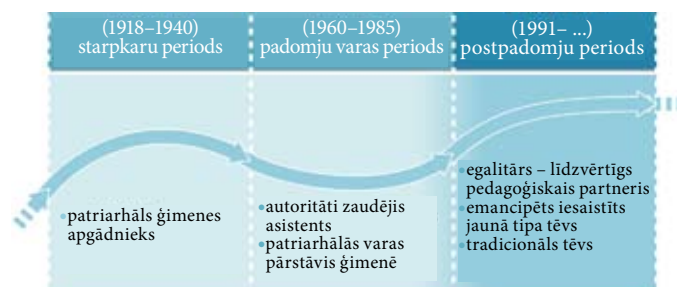 (1918–1940)
starpkaru periods
(1960–1985)
padomju varas periods
(1991– ...)
postpadomju periods
•patriarhāls ģimenes
apgādnieks
•autoritāti zaudējis
asistents
•patriarhālās varas
pārstāvis ģimenē
•egalitārs – līdzvērtīgs
pedagoģiskais partneris
•emancipēts iesaistīts
jaunā tipa tēvs
•tradicionāls tēvs